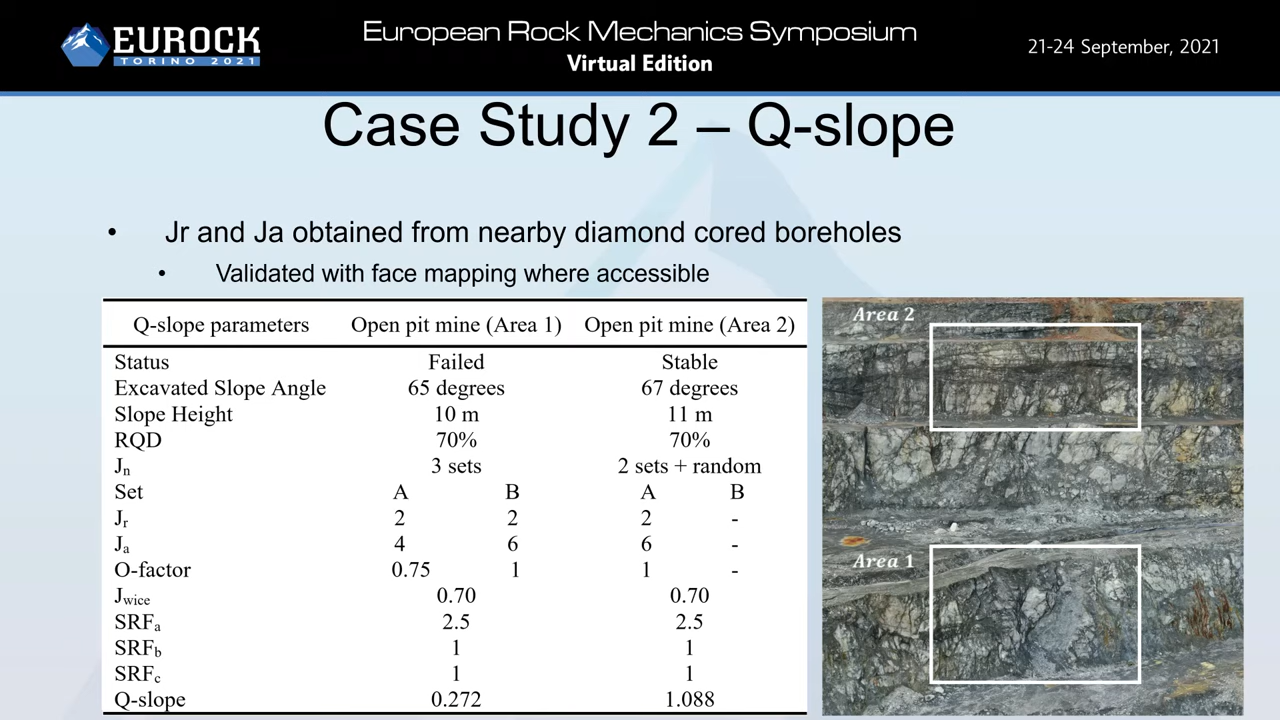 EUROCK
TORINO 2021
European Rock Mechanics Symposium
Virtual Edition
21-24 September, 2021
Case Study 2 – Q-slope
• Jr and Ja obtained from nearby diamond cored boreholes
• Validated with face mapping where accessible
Q-slope parameters Open pit mine (Area 1) Open pit mine (Area 2)
Status Failed Stable
Excavated Slope Angle 65 degrees 67 degrees
Slope Height 10 m 11 m
RQD 70% 70%
Jn 3 sets 2 sets + random
Set A B A B
Jr 2 2 2 -
Ja 4 6 6 -
O-factor 0.75 1 1 -
Jwice 0.70 0.70
SRFa 2.5 2.5
SRFb 1 1
SRFc 1 1
Q-slope 0.272 1.088
Area 2
Area 1